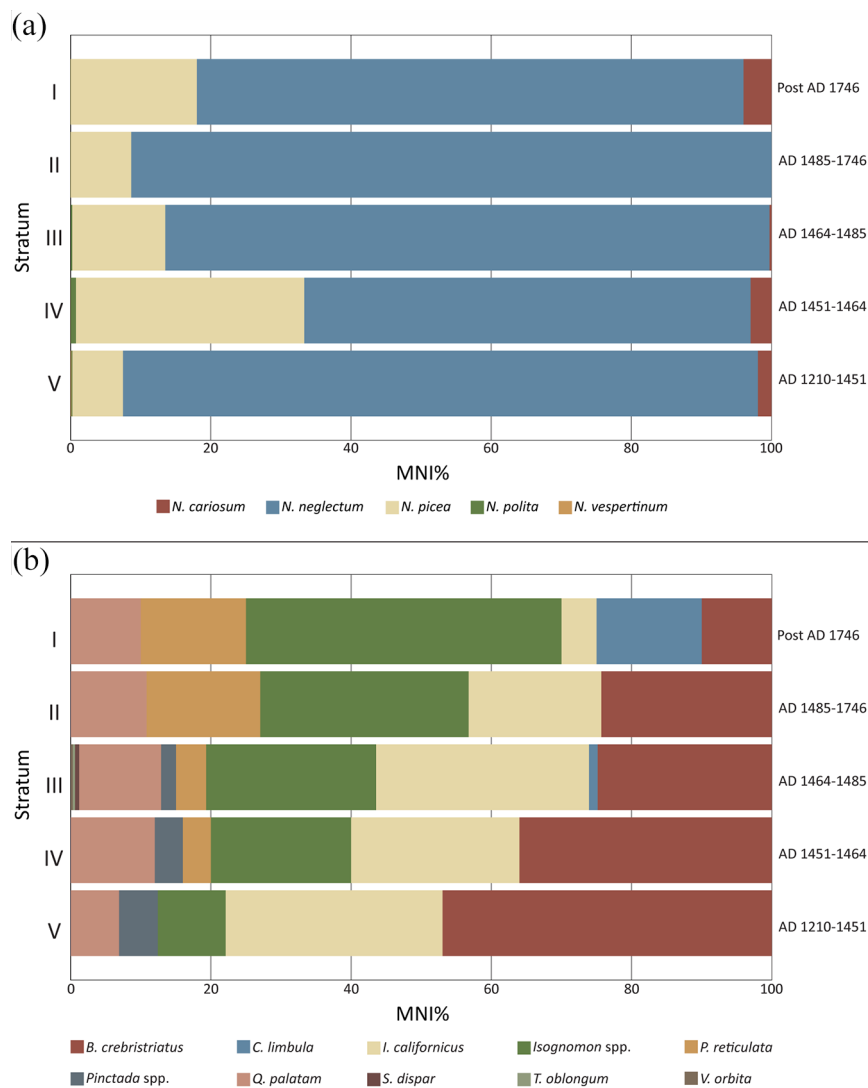 (a)
I Post AD 1746
II AD 1485-1746
III AD 1464-1485
IV AD 1451-1464
V AD 1210-1451
Stratum
0 20 40 60 80 100
MNI%
N. cariosum N. neglectum N. picea N. polita N. vespertinum
(b)
I Post AD 1746
II AD 1485-1746
III AD 1464-1485
IV AD 1451-1464
V AD 1210-1451
Stratum
0 20 40 60 80 100
MNI%
B. crebristriatus C. limbula I. californicus Isognomon spp. P. reticulata
Pinctada spp. Q. palatam S. dispar T. oblongum V. orbita